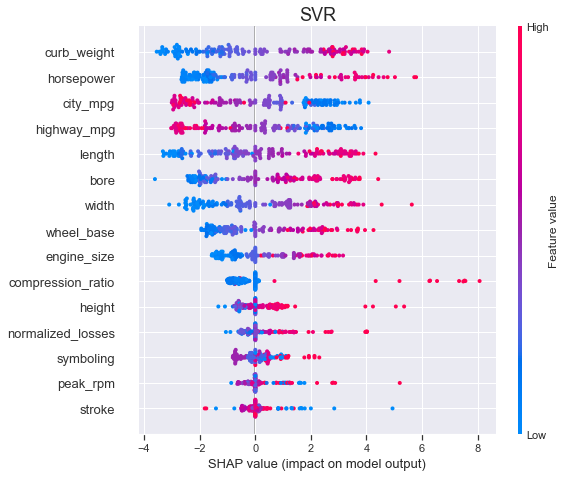 SVR
High
curb_weight
horsepower
city_mpg
highway_mpg
length
bore
width
wheel_base
engine_size
compression_ratio
height
normalized_losses
symboling
peak_rpm
stroke
Feature value
Low
−4 −2 0 2 4 6 8
SHAP value (impact on model output)